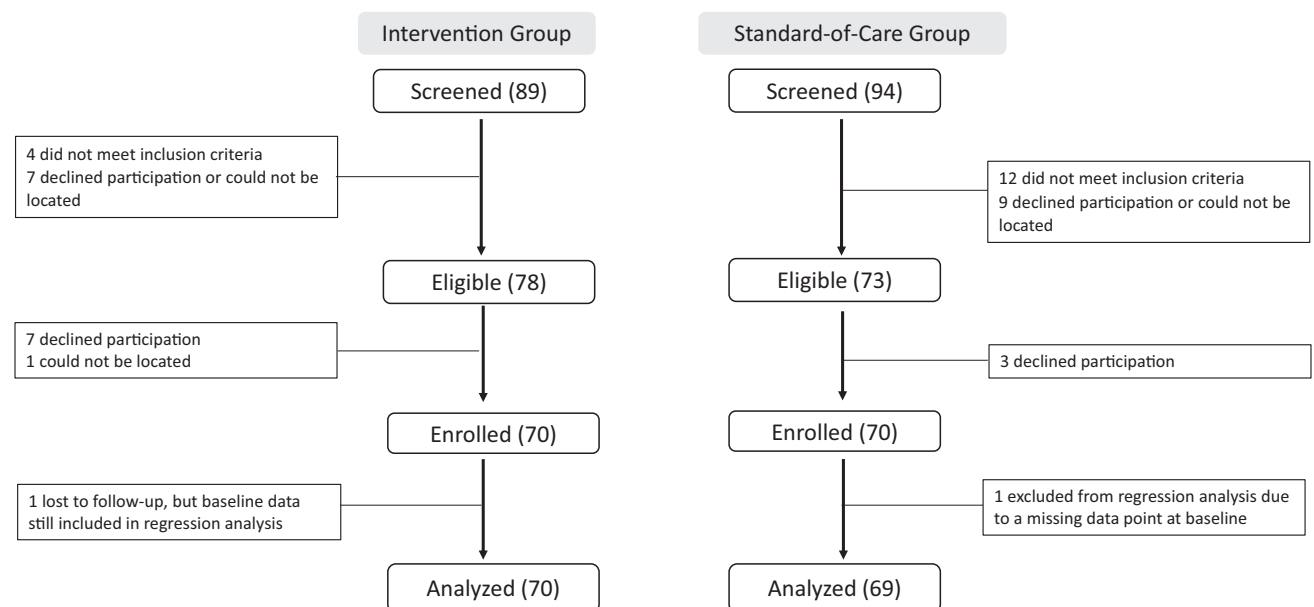 Intervention Group
Standard-of-Care Group
Screened (89)
Screened (94)
4 did not meet inclusion criteria
7 declined participation or could not be
located
12 did not meet inclusion criteria
9 declined participation or could not be
located
Eligible (78)
Eligible (73)
7 declined participation
1 could not be located
3 declined participation
Enrolled (70)
Enrolled (70)
1 lost to follow-up, but baseline data
still included in regression analysis
1 excluded from regression analysis due
to a missing data point at baseline
Analyzed (70)
Analyzed (69)